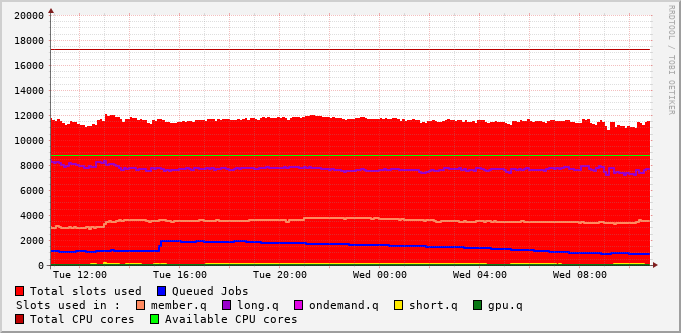 20000
18000
16000
14000
12000
10000
8000
6000
4000
2000
0
Tue 12:00 Tue 16:00 Tue 20:00 Wed 00:00 Wed 04:00 Wed 08:00
RRDTOOL / TOBI OETIKER
Total slots used Queued Jobs
Slots used in : member.q long.q ondemand.q short.q gpu.q
Total CPU cores Available CPU cores